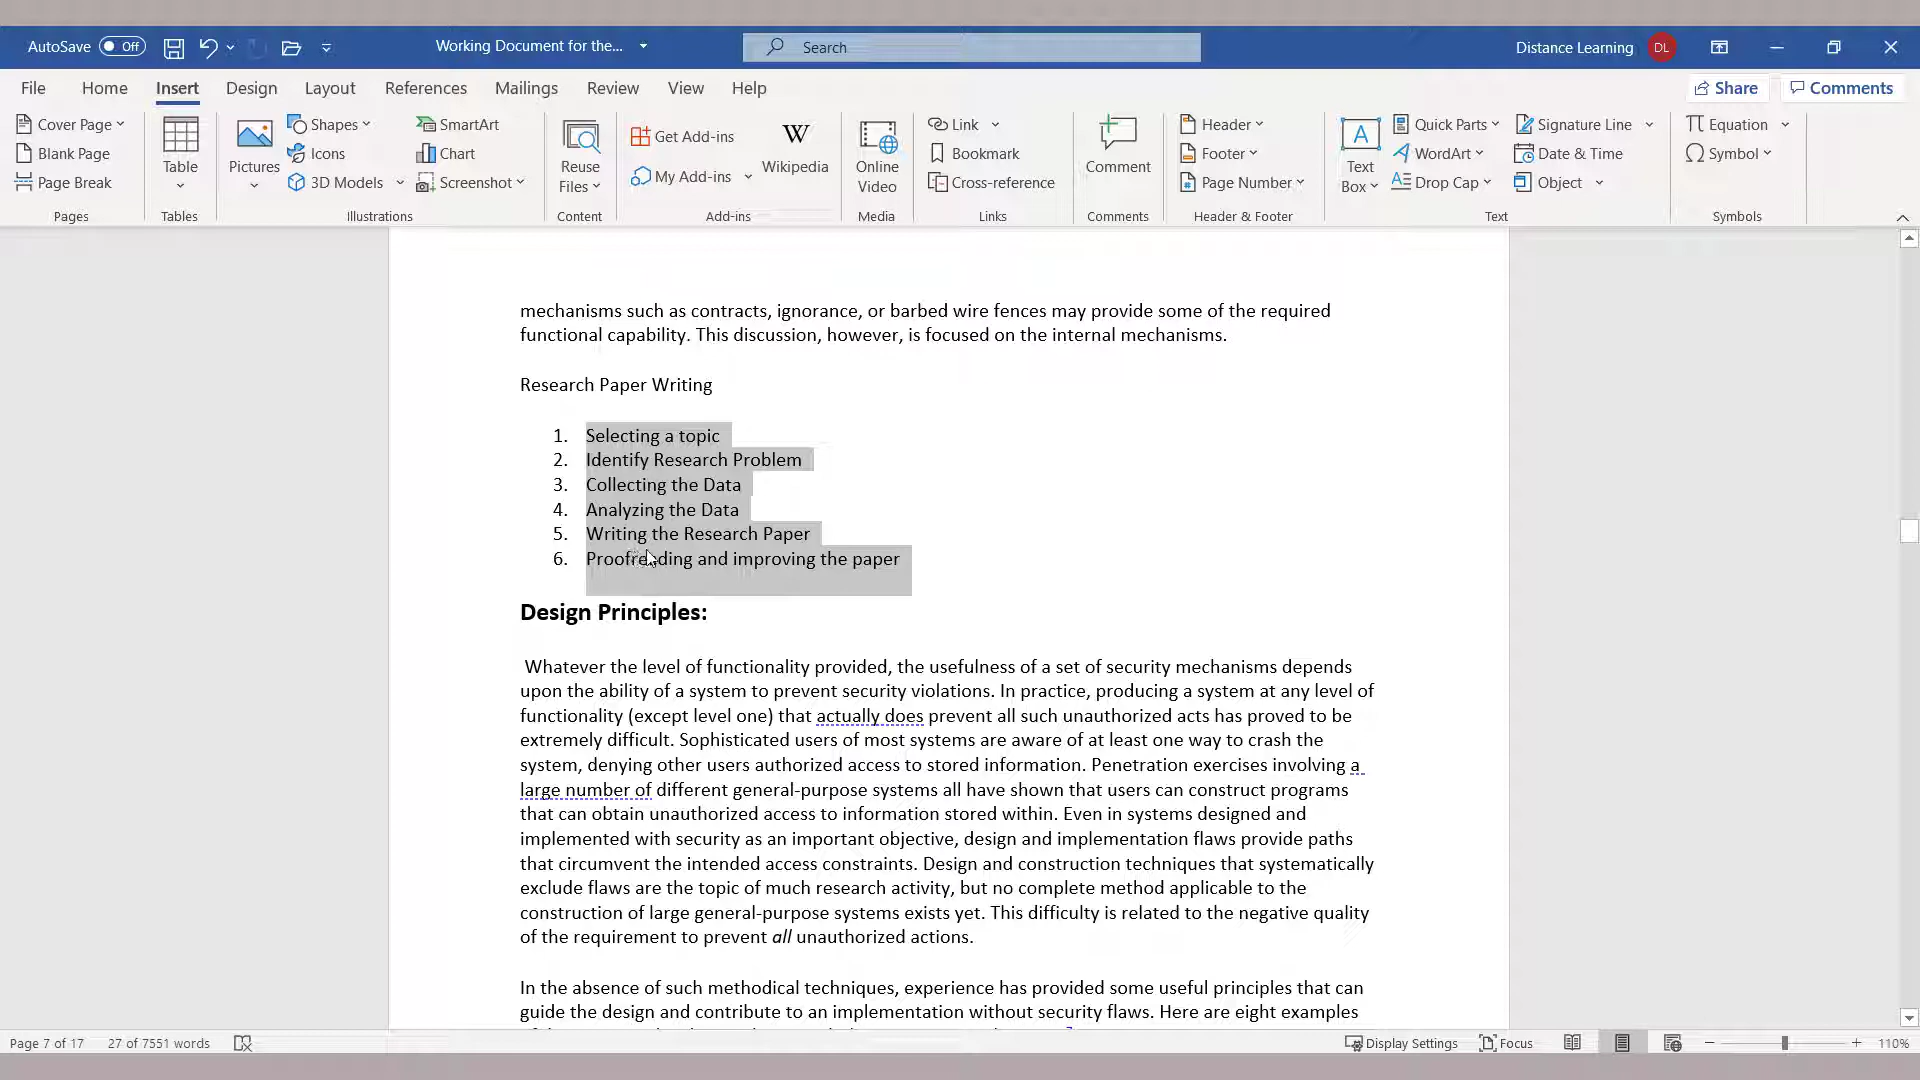 AutoSave Off Working Document for the... Search Distance Learning DL
File Home Insert Design Layout References Mailings Review View Help Share Comments
Cover Page
Blank Page
Page Break
Pages
Table
Tables
Pictures
Shapes
Icons
3D Models
SmartArt
Chart
Screenshot
Illustrations
Reuse
Files
Content
Get Add-ins
My Add-ins
W
Wikipedia
Add-ins
Online
Video
Media
Link
Bookmark
Cross-reference
Links
Comment
Comments
Header
Footer
Page Number
Header & Footer
Text
Box
Quick Parts
WordArt
Drop Cap
Signature Line
Date & Time
Object
Text
Equation
Symbol
Symbols
mechanisms such as contracts, ignorance, or barbed wire fences may provide some of the required
functional capability. This discussion, however, is focused on the internal mechanisms.
Research Paper Writing
1. Selecting a topic
2. Identify Research Problem
3. Collecting the Data
4. Analyzing the Data
5. Writing the Research Paper
6. Proofreading and improving the paper
Design Principles:
Whatever the level of functionality provided, the usefulness of a set of security mechanisms depends
upon the ability of a system to prevent security violations. In practice, producing a system at any level of
functionality (except level one) that actually does prevent all such unauthorized acts has proved to be
extremely difficult. Sophisticated users of most systems are aware of at least one way to crash the
system, denying other users authorized access to stored information. Penetration exercises involving a
large number of different general-purpose systems all have shown that users can construct programs
that can obtain unauthorized access to information stored within. Even in systems designed and
implemented with security as an important objective, design and implementation flaws provide paths
that circumvent the intended access constraints. Design and construction techniques that systematically
exclude flaws are the topic of much research activity, but no complete method applicable to the
construction of large general-purpose systems exists yet. This difficulty is related to the negative quality
of the requirement to prevent all unauthorized actions.
In the absence of such methodical techniques, experience has provided some useful principles that can
guide the design and contribute to an implementation without security flaws. Here are eight examples
Page 7 of 17 27 of 7551 words Display Settings Focus 110%